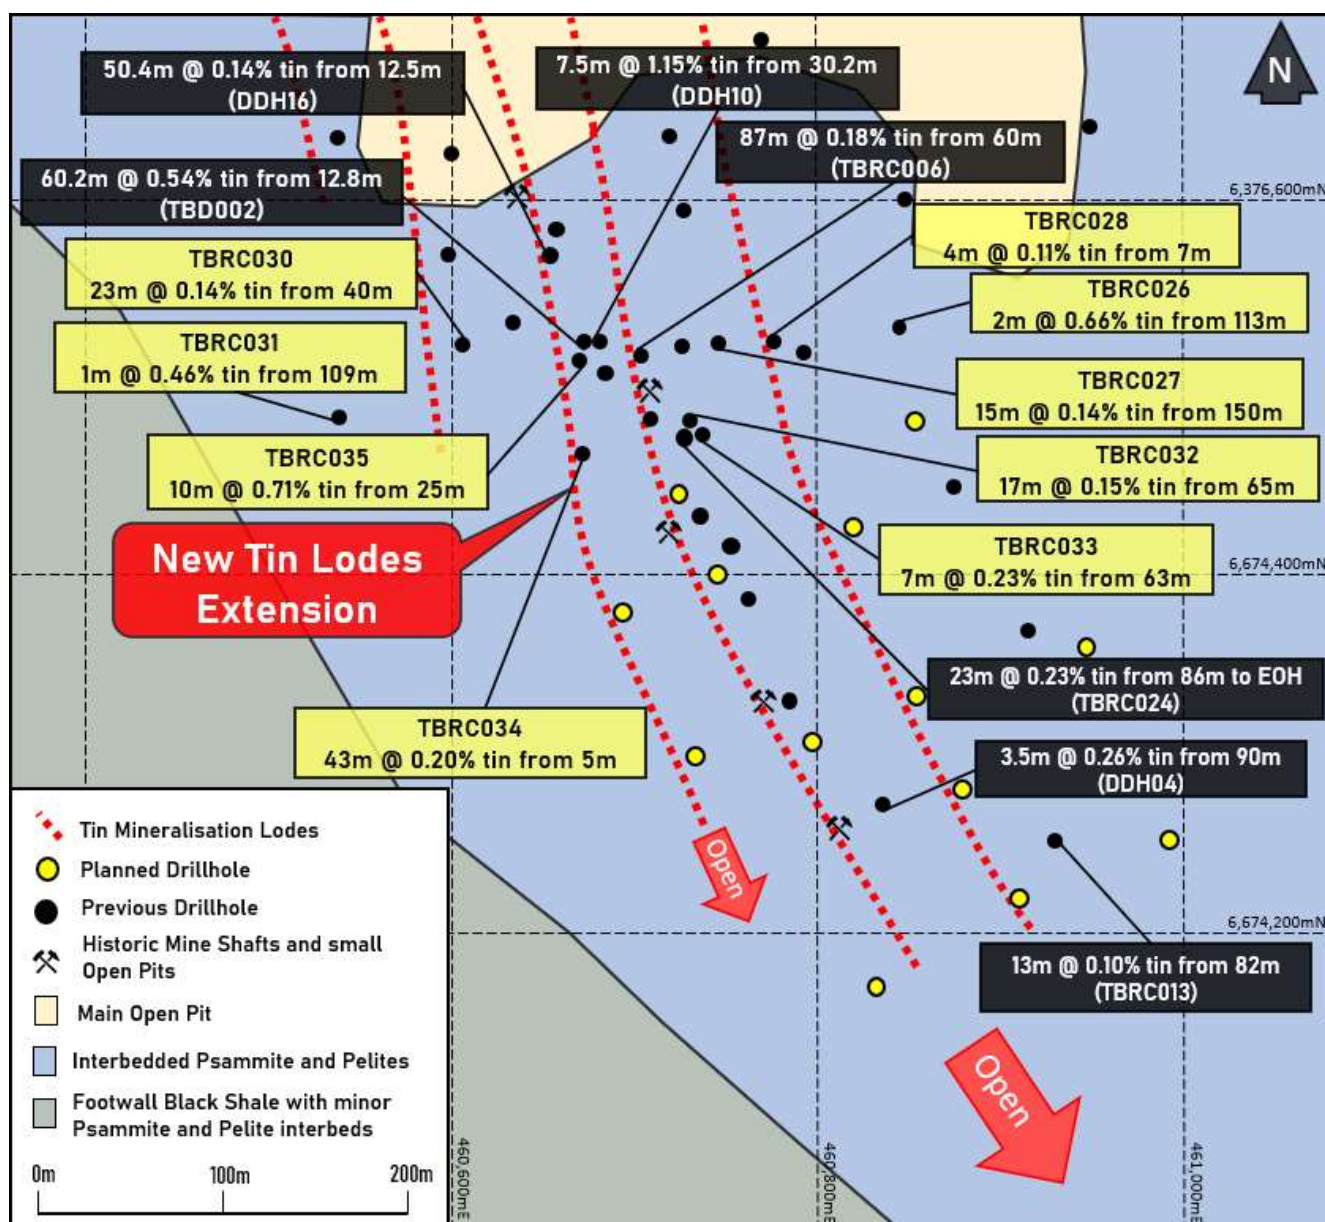 50.4m @ 0.14% tin from 12.5m
(DDH16)
7.5m @ 1.15% tin from 30.2m
(DDH10)
N
87m @ 0.18% tin from 60m
(TBRC006)
60.2m @ 0.54% tin from 12.8m
(TBD002)
6,376,600mN
TBRC028
4m @ 0.11% tin from 7m
TBRC030
23m @ 0.14% tin from 40m
TBRC026
2m @ 0.66% tin from 113m
TBRC031
1m @ 0.46% tin from 109m
TBRC027
15m @ 0.14% tin from 150m
TBRC035
10m @ 0.71% tin from 25m
TBRC032
17m @ 0.15% tin from 65m
New Tin Lodes
Extension
TBRC033
7m @ 0.23% tin from 63m
6,674,400mN
23m @ 0.23% tin from 86m to EOH
(TBRC024)
TBRC034
43m @ 0.20% tin from 5m
3.5m @ 0.26% tin from 90m
(DDH04)
Open
6,674,200mN
13m @ 0.10% tin from 82m
(TBRC013)
Open
Tin Mineralisation Lodes
Planned Drillhole
Previous Drillhole
Historic Mine Shafts and small
Open Pits
Main Open Pit
Interbedded Psammite and Pelites
Footwall Black Shale with minor
Psammite and Pelite interbeds
0m 100m 200m
460,600mE
460,800mE
461,000mE